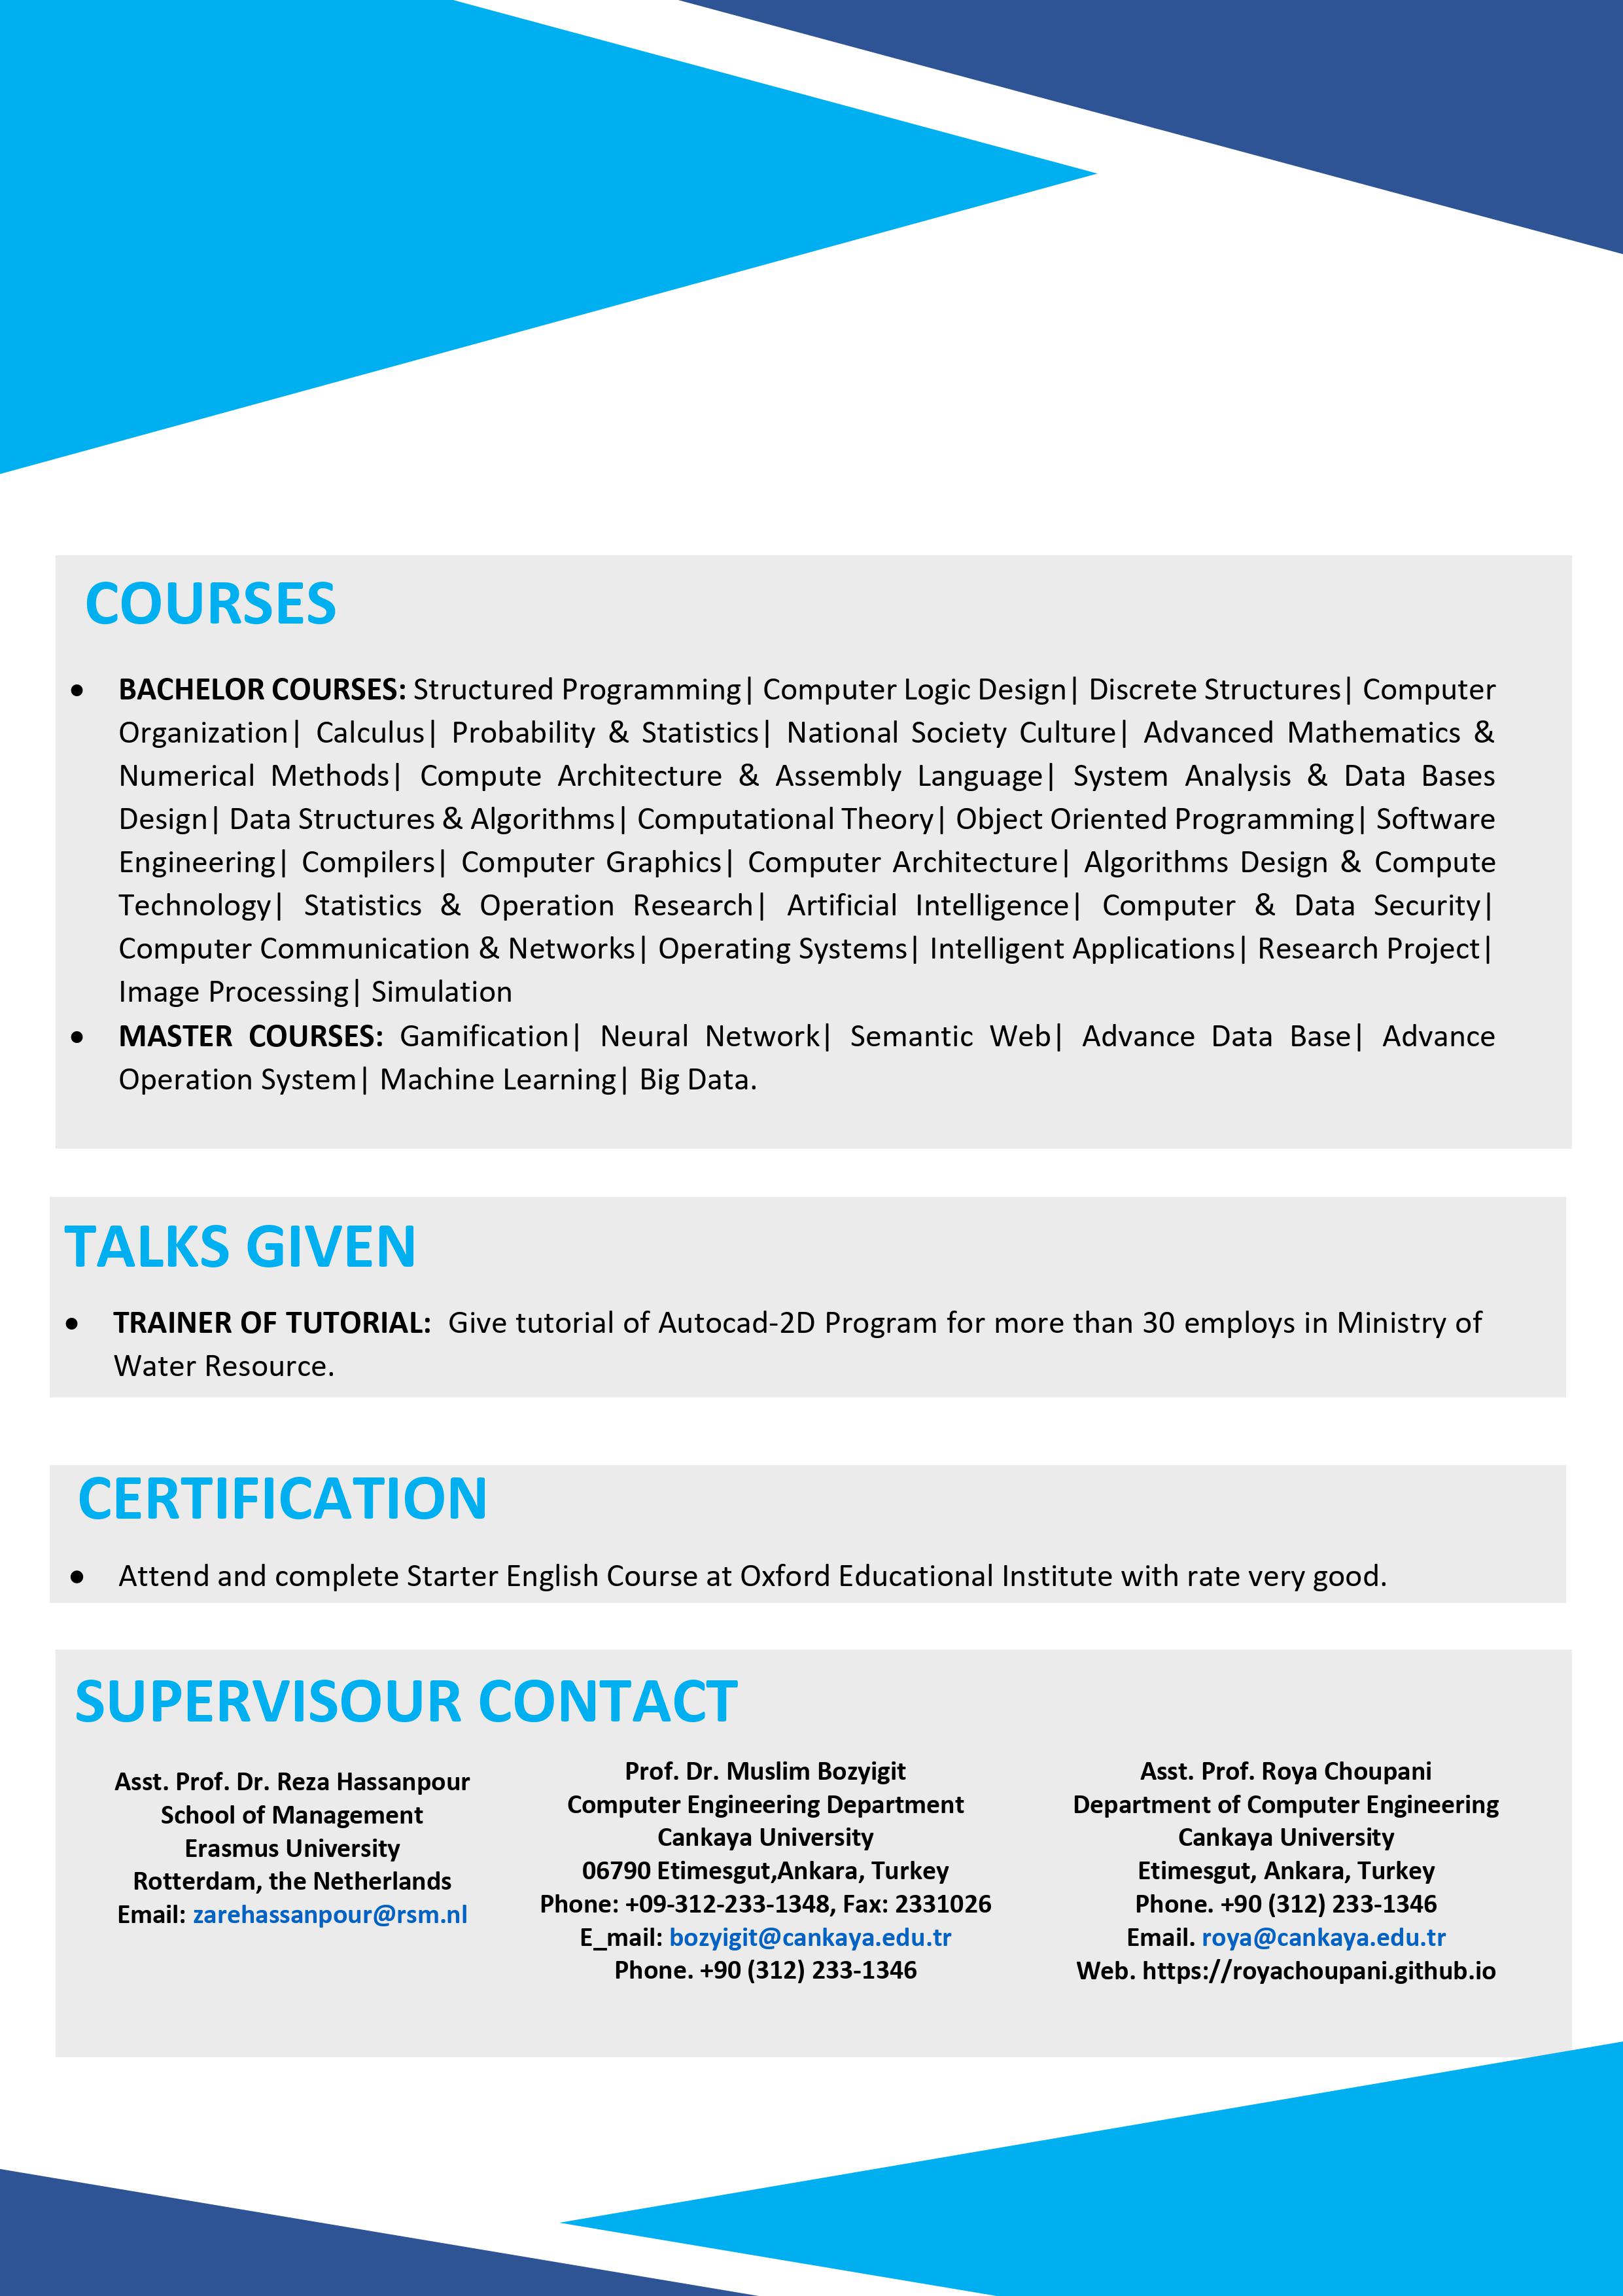 COURSES
• BACHELOR COURSES: Structured Programming| Computer Logic Design| Discrete Structures| Computer
Organization| Calculus| Probability & Statistics| National Society Culture| Advanced Mathematics &
Numerical Methods| Compute Architecture & Assembly Language| System Analysis & Data Bases
Design| Data Structures & Algorithms| Computational Theory| Object Oriented Programming| Software
Engineering| Compilers| Computer Graphics| Computer Architecture| Algorithms Design & Compute
Technology| Statistics & Operation Research| Artificial Intelligence| Computer & Data Security|
Computer Communication & Networks| Operating Systems| Intelligent Applications| Research Project|
Image Processing| Simulation
• MASTER COURSES: Gamification| Neural Network| Semantic Web| Advance Data Base| Advance
Operation System| Machine Learning| Big Data.
TALKS GIVEN
• TRAINER OF TUTORIAL: Give tutorial of Autocad-2D Program for more than 30 employs in Ministry of
Water Resource.
CERTIFICATION
• Attend and complete Starter English Course at Oxford Educational Institute with rate very good.
SUPERVISOUR CONTACT
Asst. Prof. Dr. Reza Hassanpour
School of Management
Erasmus University
Rotterdam, the Netherlands
Email: zarehassanpour@rsm.nl
Prof. Dr. Muslim Bozyigit
Computer Engineering Department
Cankaya University
06790 Etimesgut,Ankara, Turkey
Phone: +09-312-233-1348, Fax: 2331026
E_mail: bozyigit@cankaya.edu.tr
Phone. +90 (312) 233-1346
Asst. Prof. Roya Choupani
Department of Computer Engineering
Cankaya University
Etimesgut, Ankara, Turkey
Phone. +90 (312) 233-1346
Email. roya@cankaya.edu.tr
Web. https://royachoupani.github.io